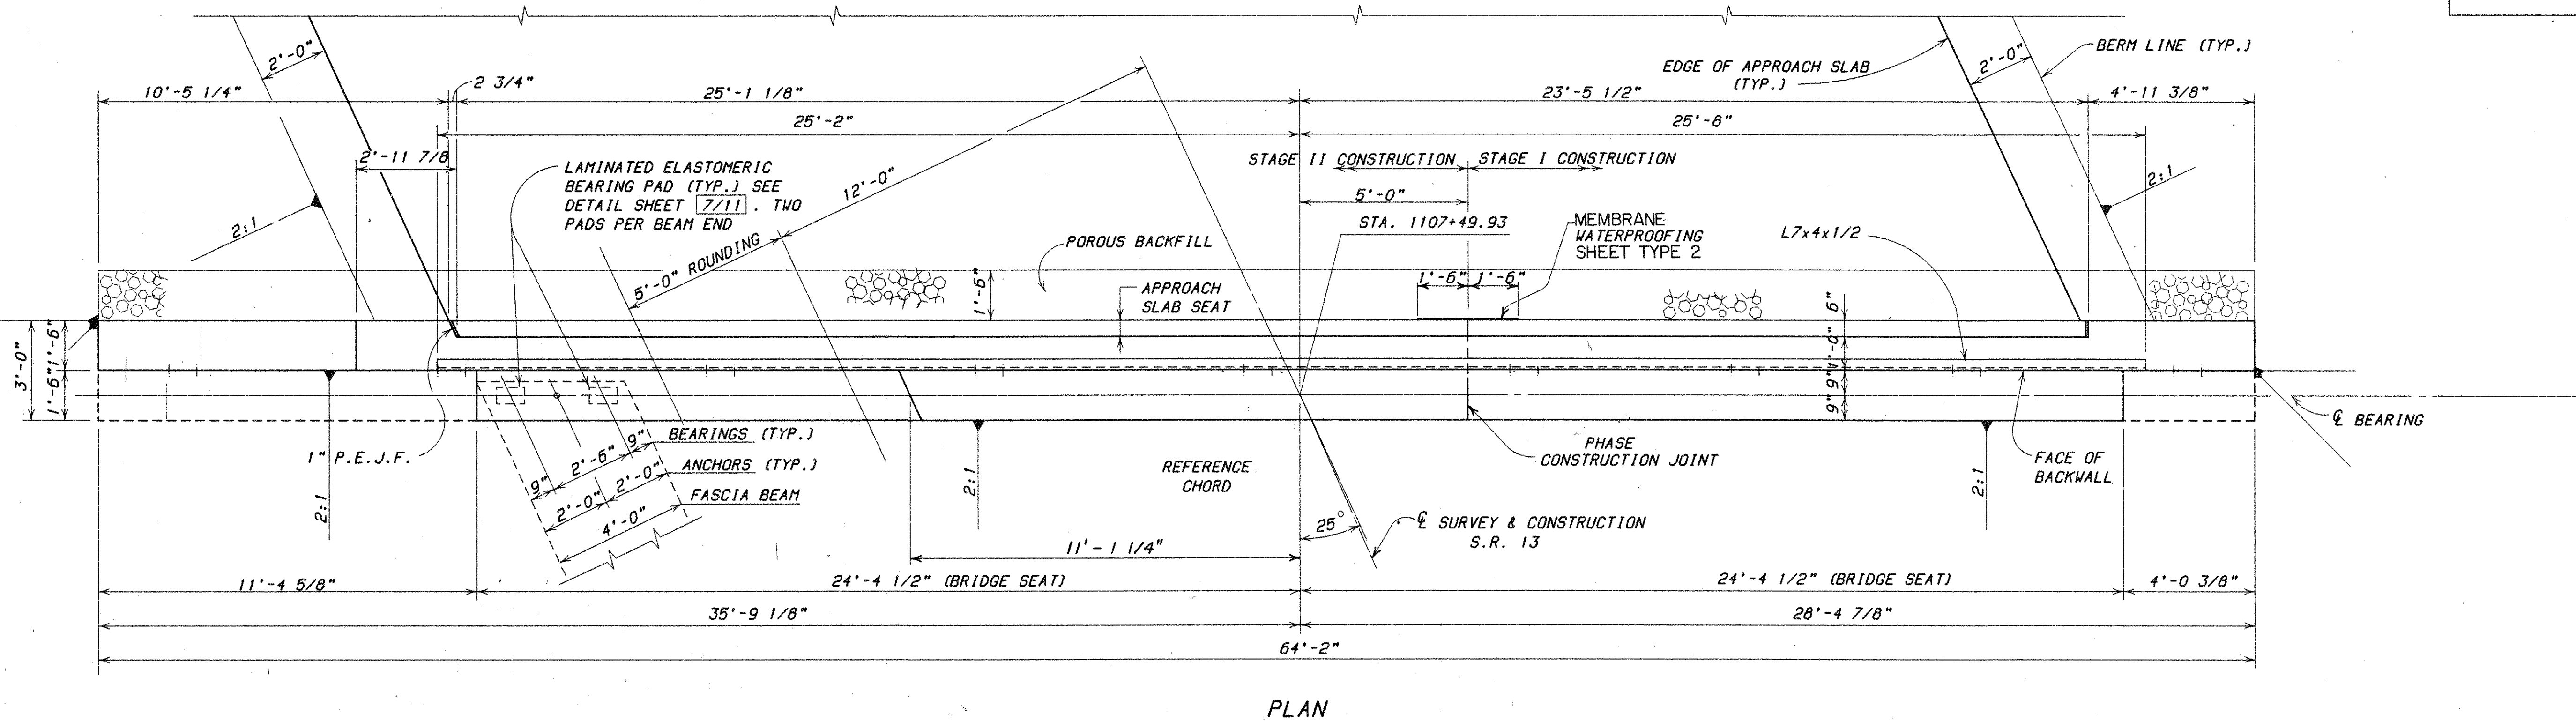 2'-0"
BERM LINE (TYP.)
EDGE OF APPROACH SLAB
(TYP.)
2'-0"
10'-5 1/4"
2 3/4"
25'-1 1/8"
23'-5 1/2"
4'-11 3/8"
25'-2"
25'-8"
2'-11 7/8
LAMINATED ELASTOMERIC
BEARING PAD (TYP.) SEE
DETAIL SHEET 7/11 . TWO
PADS PER BEAM END
12'-0"
STAGE II CONSTRUCTION
STAGE I CONSTRUCTION
2:1
5'-0"
2:1
STA. 1107+49.93
MEMBRANE
WATERPROOFING
SHEET TYPE 2
L7x4x1/2
POROUS BACKFILL
5'-0" ROUNDING
1'-6"
1'-6"
1'-6"
APPROACH
SLAB SEAT
6"
3'-0"
1'-6"
1'-6"
1'-0"
9"
9"
1" P.E.J.F.
BEARINGS (TYP.)
ANCHORS (TYP.)
FASCIA BEAM
9"
2'-6"
9"
2'-0"
2'-0"
4'-0"
2:1
2:1
2:1
REFERENCE
CHORD
PHASE
CONSTRUCTION JOINT
FACE OF
BACKWALL
℄ BEARING
25°
℄ SURVEY & CONSTRUCTION
S.R. 13
11'-1 1/4"
11'-4 5/8"
24'-4 1/2" (BRIDGE SEAT)
24'-4 1/2" (BRIDGE SEAT)
4'-0 3/8"
35'-9 1/8"
28'-4 7/8"
64'-2"
PLAN